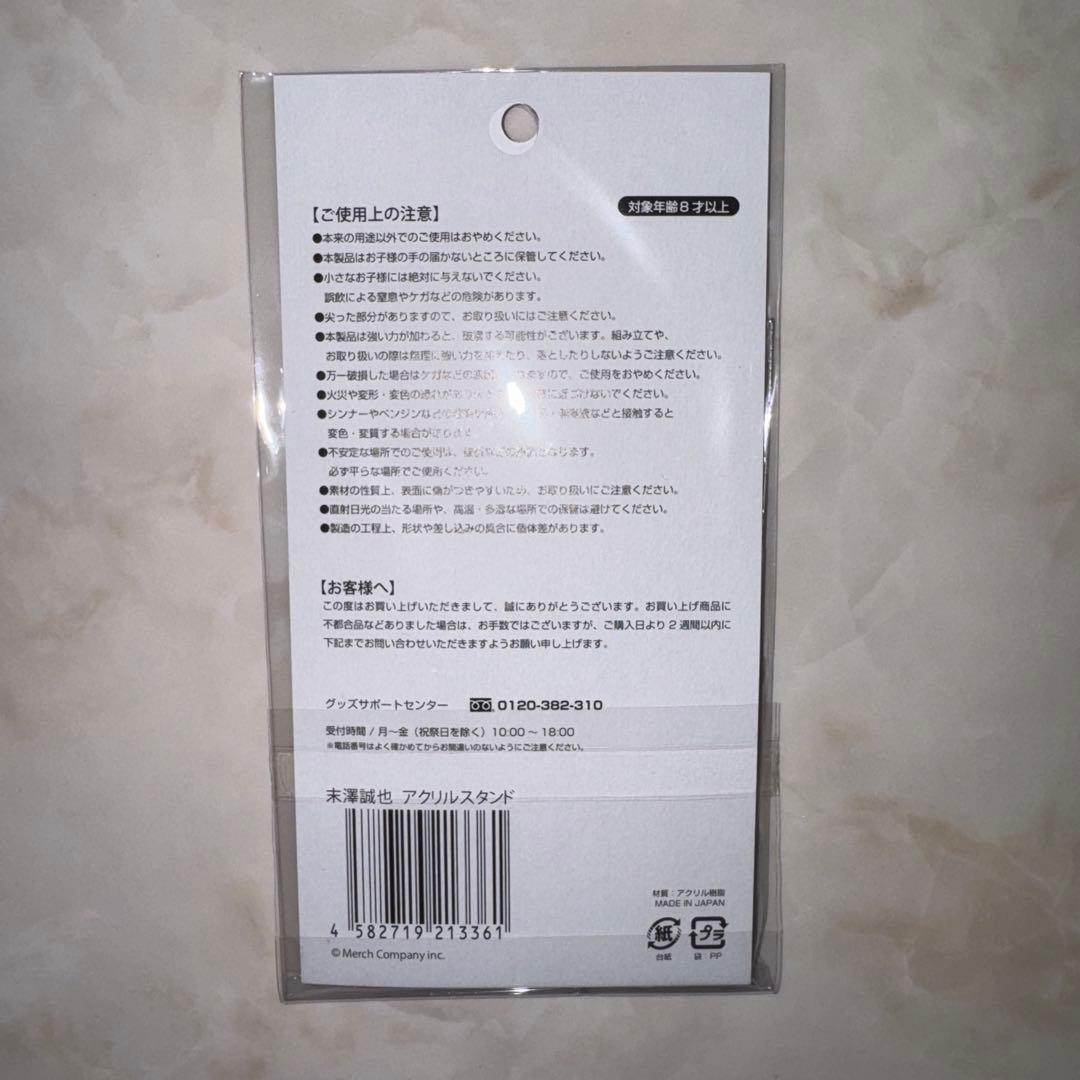 対象年齢8才以上
【ご使用上の注意】
●本来の用途以外でのご使用はおやめください。
●本製品はお子様の手の届かないところに保管してください。
●小さなお子様には絶対に与えないでください。
誤飲による窒息やケガなどの危険があります。
●尖った部分がありますので、お取り扱いにはご注意ください。
●本製品は強い力が加わると、破損する可能性がございます。組み立てや、
お取り扱いの際は無理に強い力を加えたり、落としたりしないようご注意ください。
●万一破損した場合はケガなどの ますので、ご使用をおやめください。
●火災や変形・変色の恐れが 近づけないでください。
●シンナーやベンジンなど などと接触すると
変色・変質する場合があります。
●不安定な場所でのご使用は、 となります。
必ず平らな場所でご使用ください。
●素材の性質上、表面に傷がつきやすいため、お取り扱いにご注意ください。
●直射日光の当たる場所や、高温・多湿な場所での保管は避けてください。
●製造の工程上、形状や差し込みの具合に個体差があります。
【お客様へ】
この度はお買い上げいただきまして、誠にありがとうございます。お買い上げ商品に
不都合品などありました場合は、お手数ではございますが、ご購入日より2週間以内に
下記までお問い合わせいただきますようお願い申し上げます。
グッズサポートセンター 0120-382-310
受付時間 / 月～金（祝祭日を除く）10:00～18:00
※電話番号はよく確かめてからお間違いのないようにご注意ください。
末澤誠也 アクリルスタンド
4 582719 213361
© Merch Company inc.
材質：アクリル樹脂
MADE IN JAPAN
紙 プラ
台紙 袋：PP